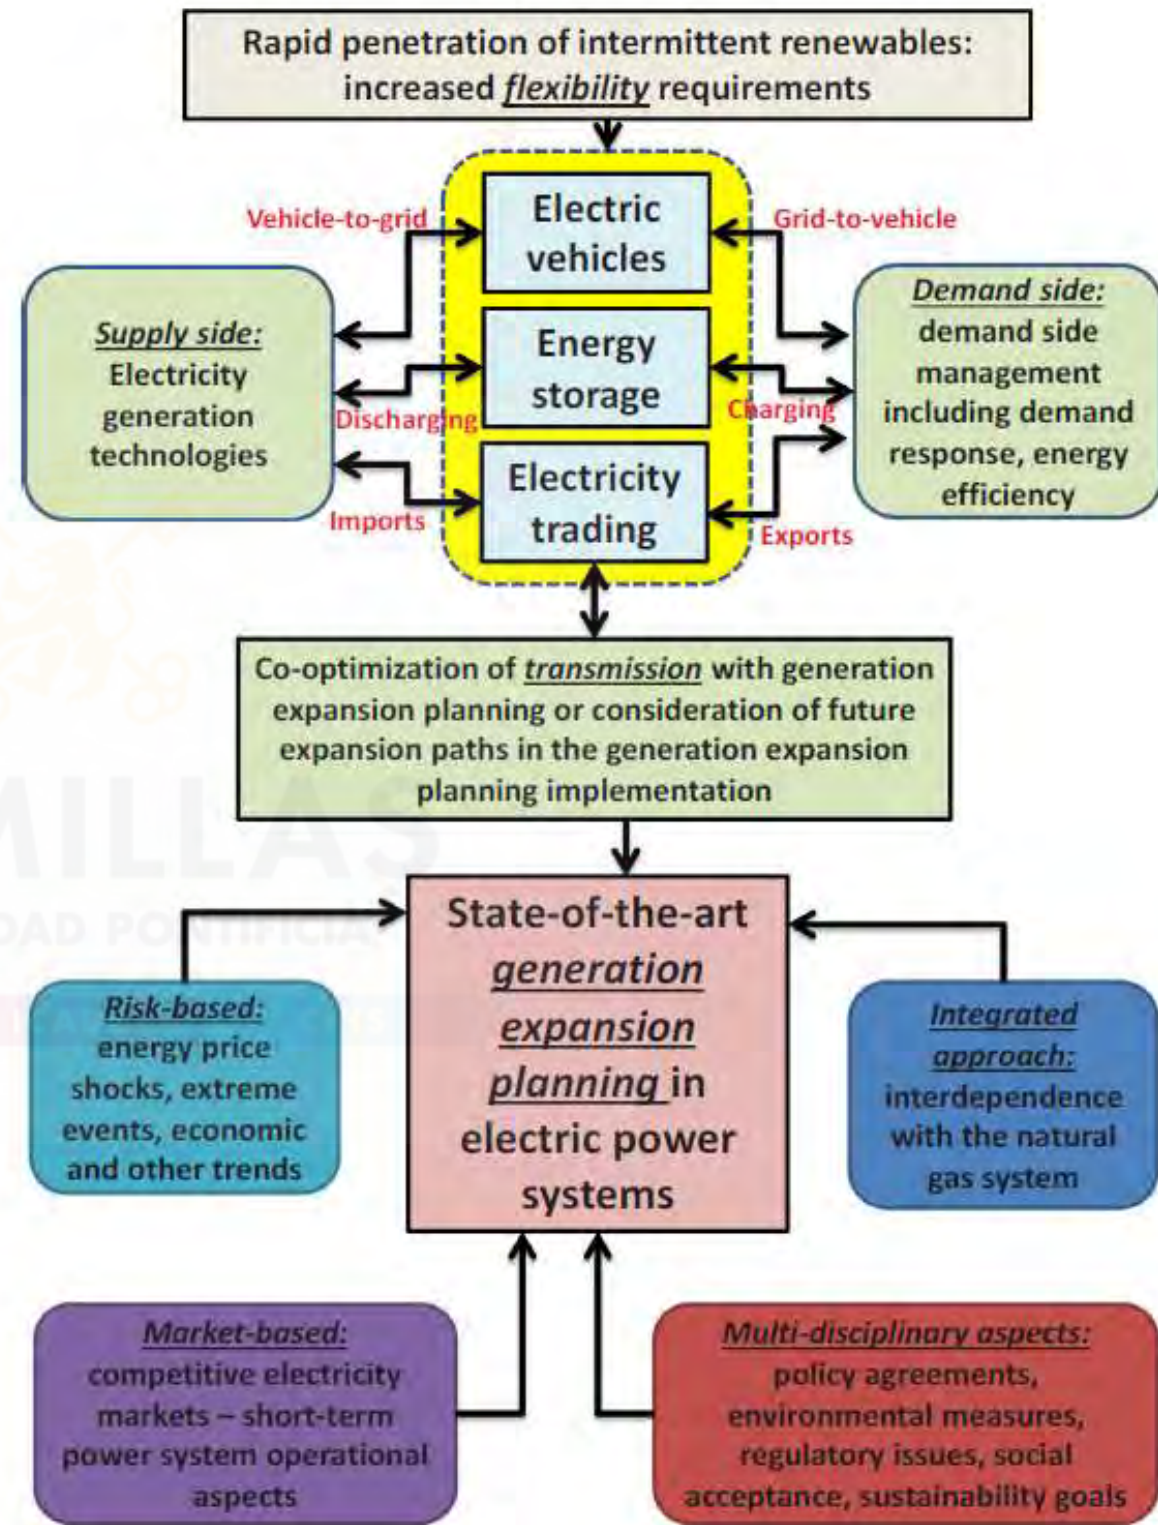 Rapid penetration of intermittent renewables:
increased flexibility requirements
Electric
vehicles
Vehicle-to-grid
Grid-to-vehicle
Supply side:
Electricity
generation
technologies
Energy
storage
Demand side:
demand side
management
including demand
response, energy
efficiency
Discharging
Charging
Electricity
trading
Imports
Exports
Co-optimization of transmission with generation
expansion planning or consideration of future
expansion paths in the generation expansion
planning implementation
MILLAS
DAD PONTIFICIA
State-of-the-art
generation
expansion
planning in
electric power
systems
Risk-based:
energy price
shocks, extreme
events, economic
and other trends
Integrated
approach:
interdependence
with the natural
gas system
Market-based:
competitive electricity
markets – short-term
power system operational
aspects
Multi-disciplinary aspects:
policy agreements,
environmental measures,
regulatory issues, social
acceptance, sustainability goals